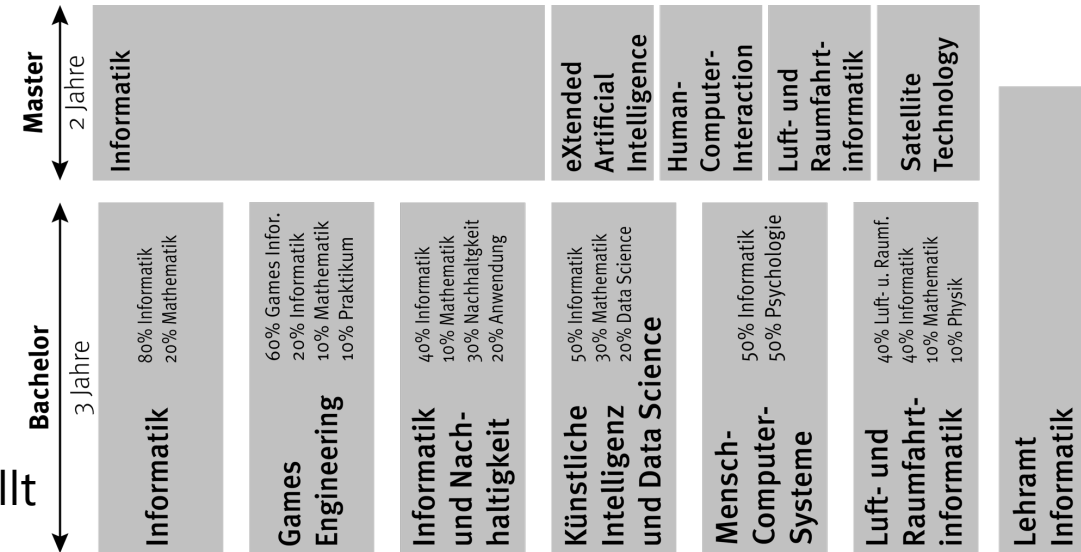 Master
2 Jahre
Informatik
eXtended
Artificial
Intelligence
Human-
Computer-
Interaction
Luft- und
Raumfahrt-
informatik
Satellite
Technology
Bachelor
3 Jahre
Informatik
80% Informatik
20% Mathematik
Games
Engineering
60% Games Infor.
20% Informatik
10% Mathematik
10% Praktikum
Informatik
und Nach-
haltigkeit
40% Informatik
10% Mathematik
30% Nachhaltgkeit
20% Anwendung
Künstliche
Intelligenz
und Data Science
50% Informatik
30% Mathematik
20% Data Science
Mensch-
Computer-
Systeme
50% Informatik
50% Psychologie
Luft- und
Raumfahrt-
informatik
40% Luft- u. Raumf.
40% Informatik
10% Mathematik
10% Physik
Lehramt
Informatik
llt